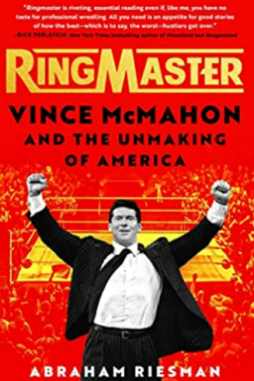 "Ringmaster is riveting, essential reading even if, like me, you have no
taste for professional wrestling. All you need is an appetite for good stories
of how the best—which is to say, the worst—hustlers get over."
—RICK PERLSTEIN, New York Times bestselling author of Nixonland and Reaganland
RINGMASTER
VINCE McMAHON
AND THE UNMAKING
OF AMERICA
ABRAHAM RIESMAN